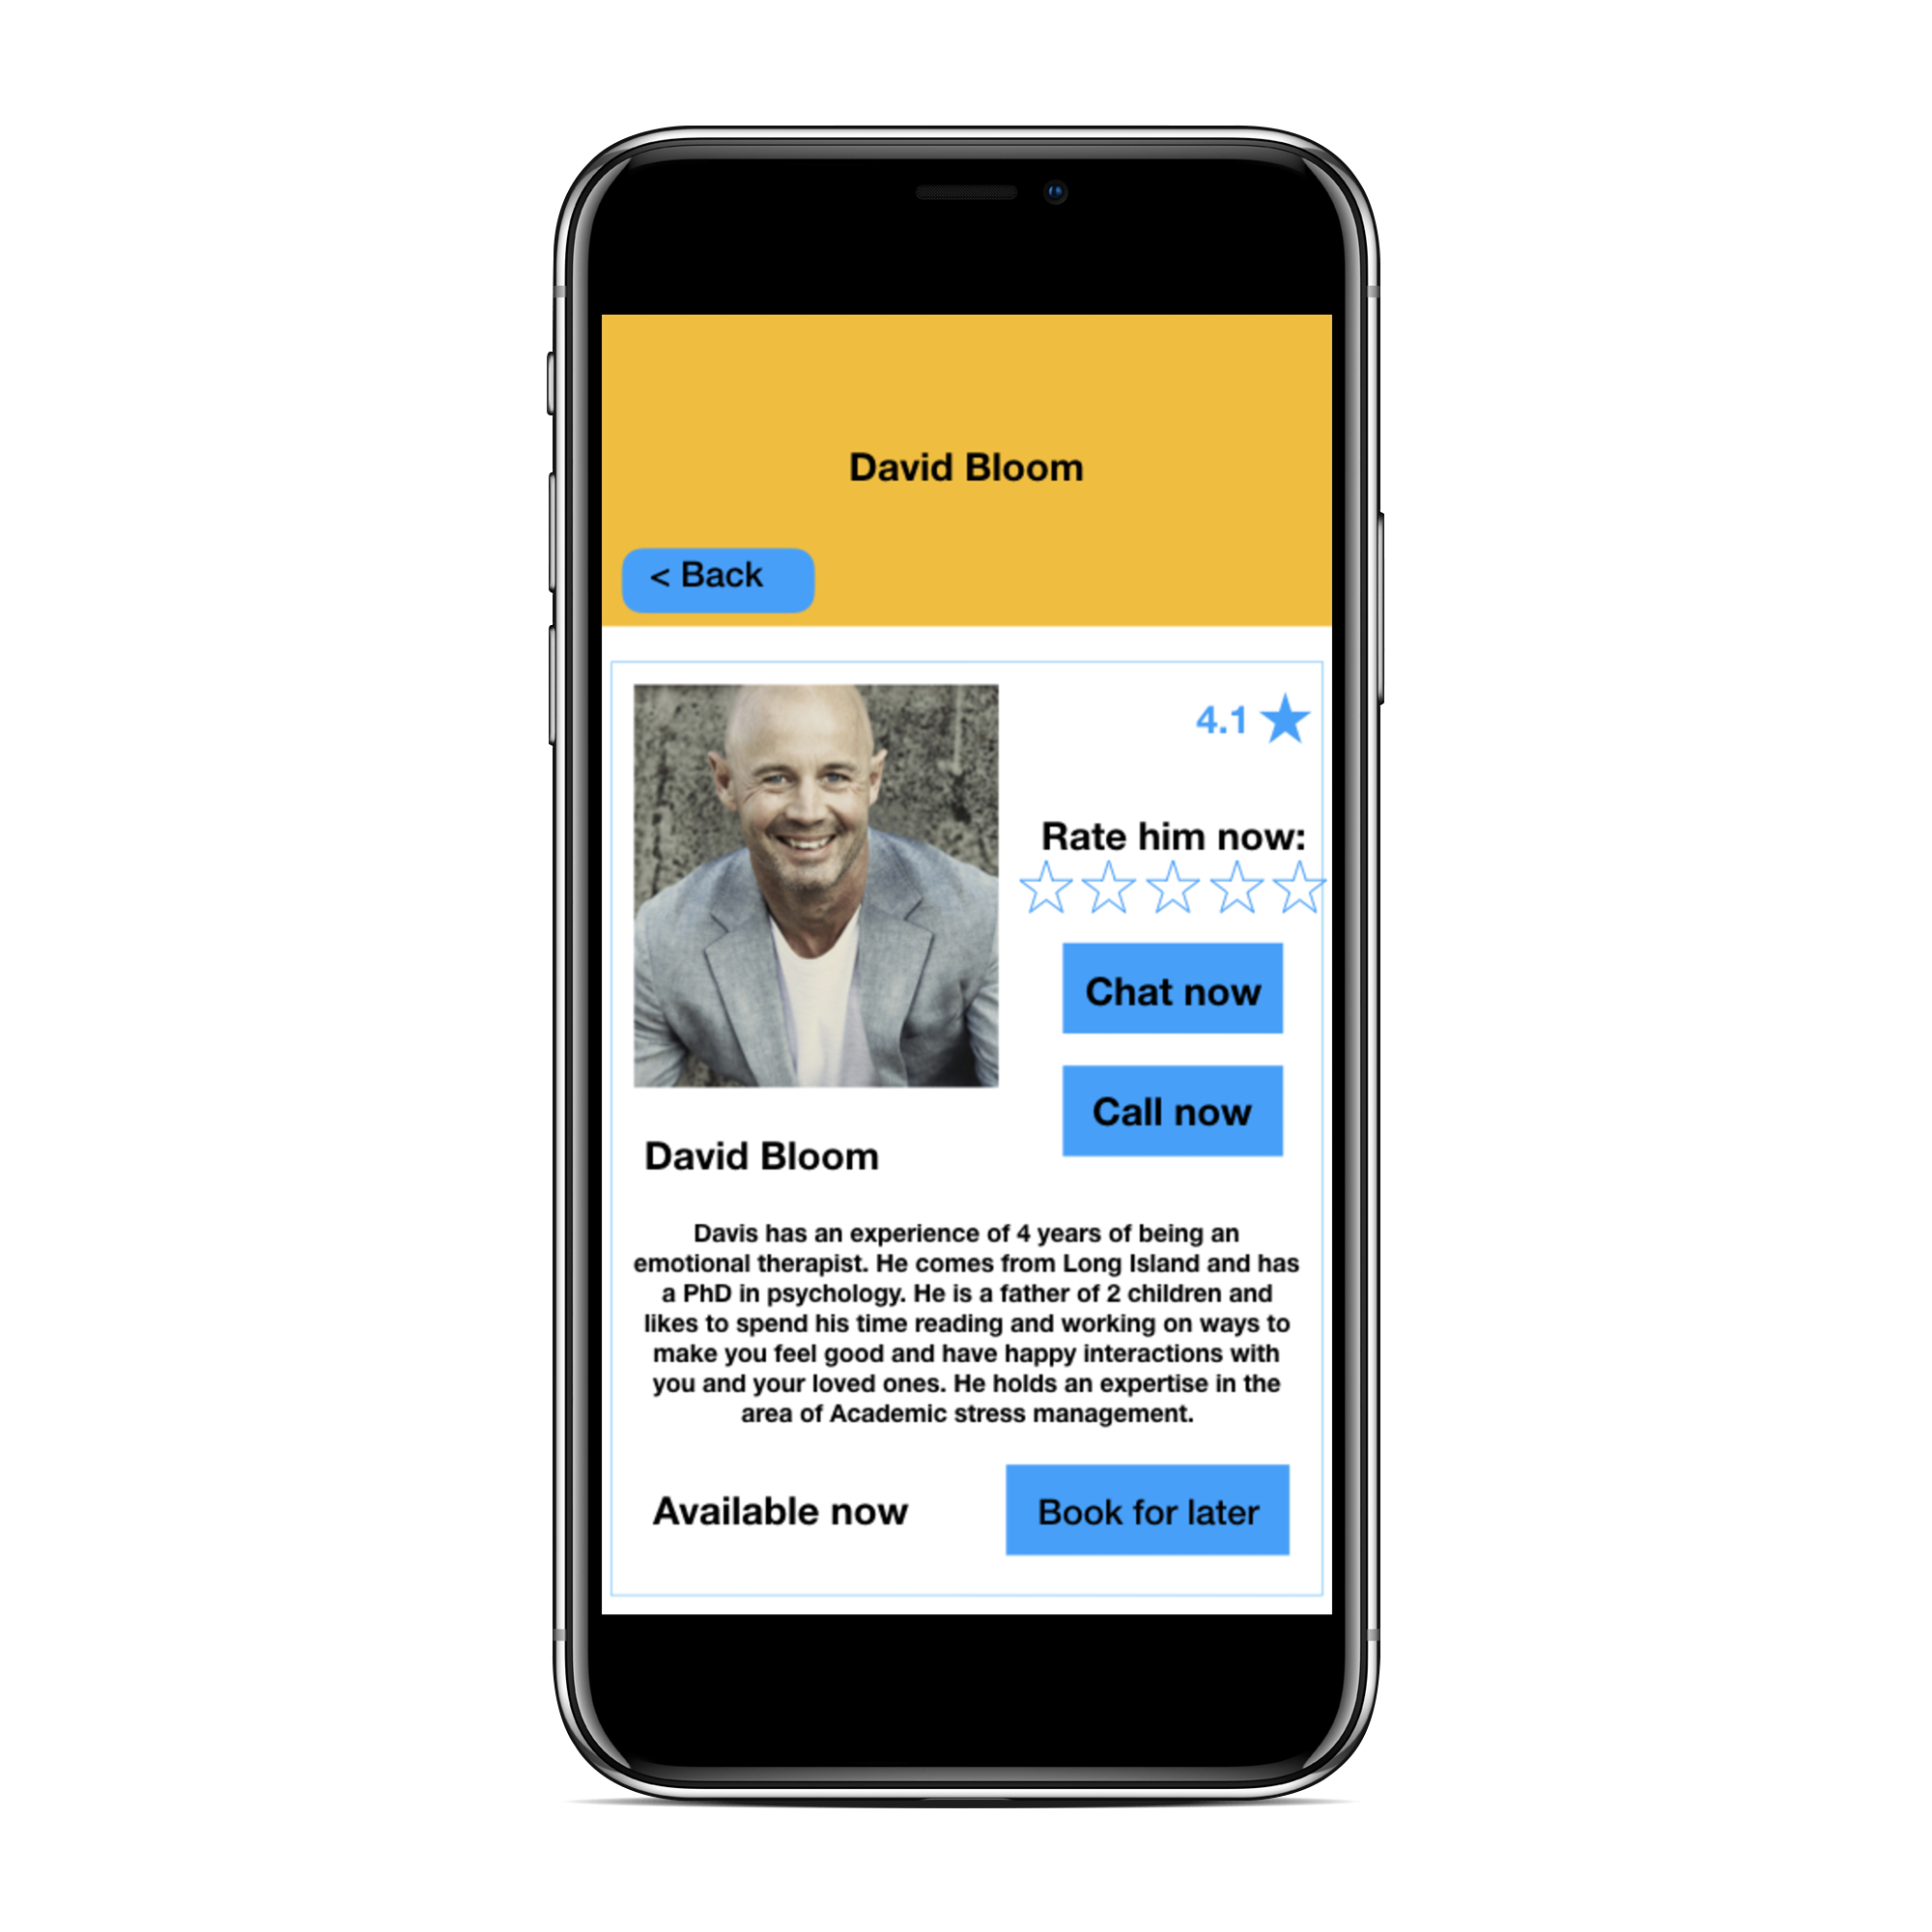 David Bloom
< Back
4.1
Rate him now:
Chat now
Call now
David Bloom
Davis has an experience of 4 years of being an
emotional therapist. He comes from Long Island and has
a PhD in psychology. He is a father of 2 children and
likes to spend his time reading and working on ways to
make you feel good and have happy interactions with
you and your loved ones. He holds an expertise in the
area of Academic stress management.
Available now
Book for later